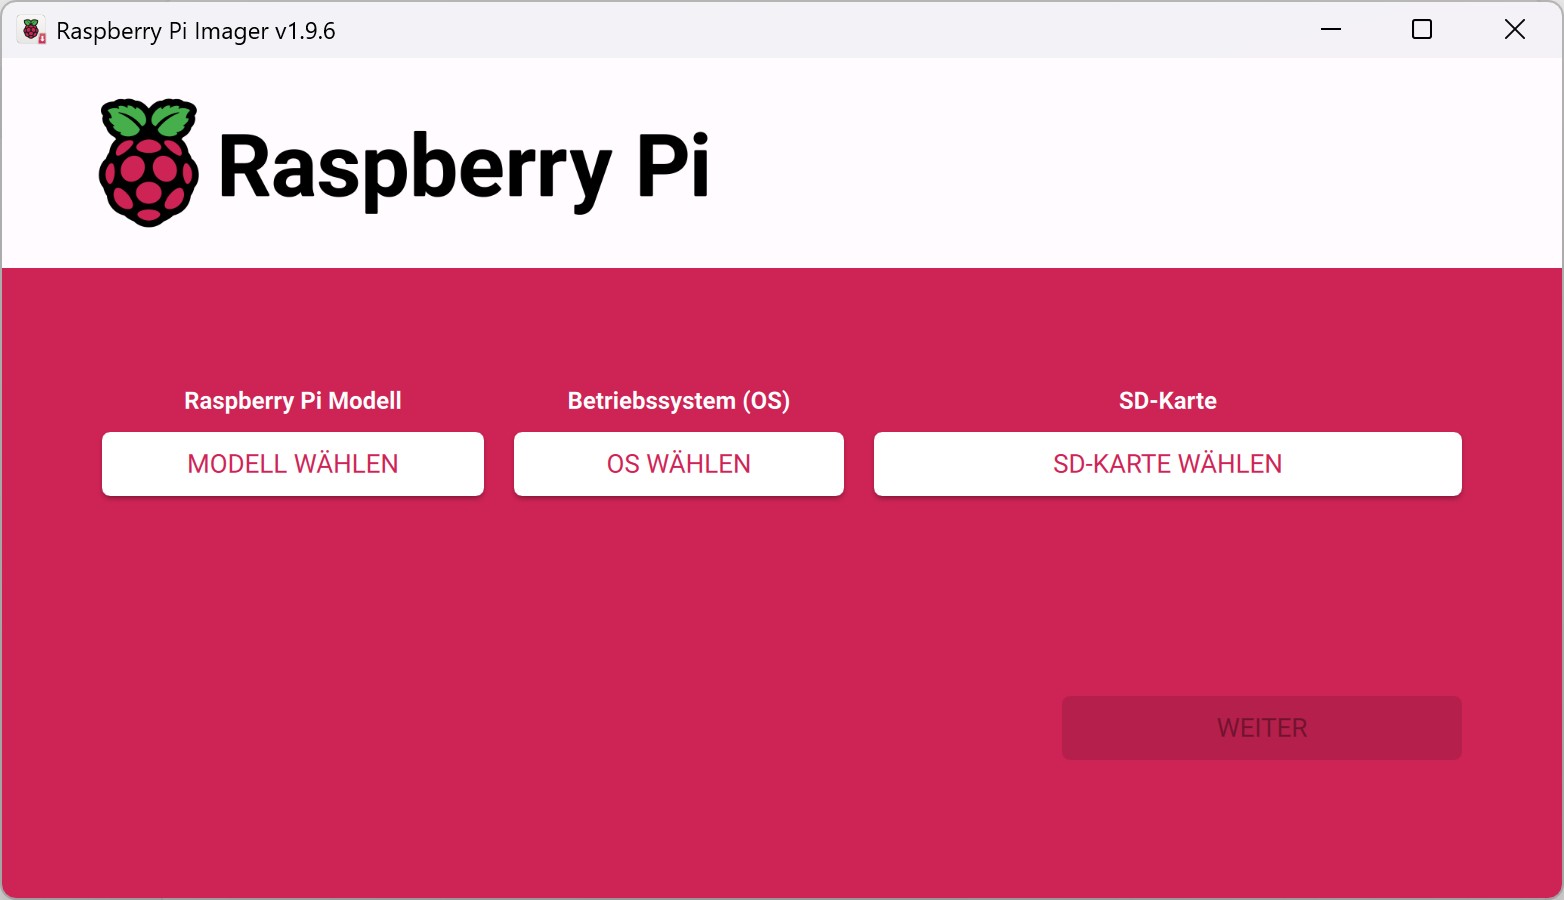 Raspberry Pi Imager v1.9.6
Raspberry Pi
Raspberry Pi Modell
Betriebssystem (OS)
SD-Karte
MODELL WÄHLEN
OS WÄHLEN
SD-KARTE WÄHLEN
WEITER